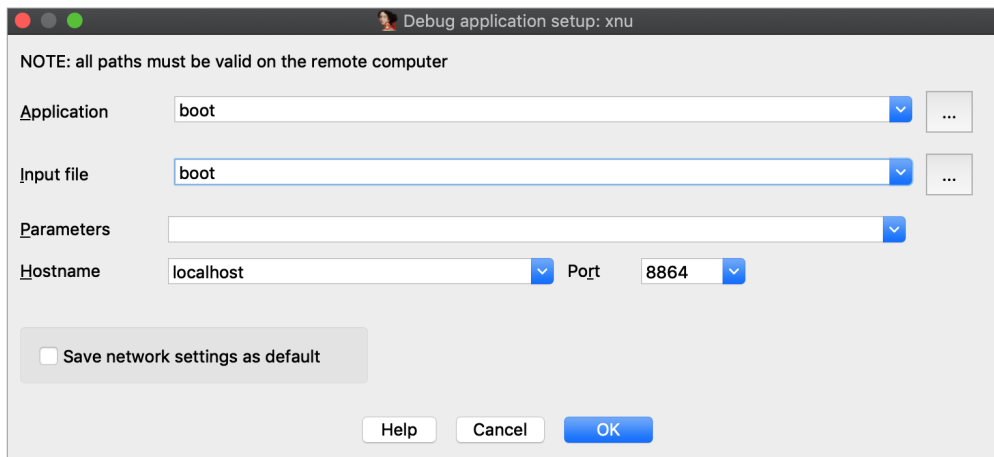 Debug application setup: xnu
NOTE: all paths must be valid on the remote computer
Application boot ...
Input file boot ...
Parameters
Hostname localhost Port 8864
Save network settings as default
Help Cancel OK